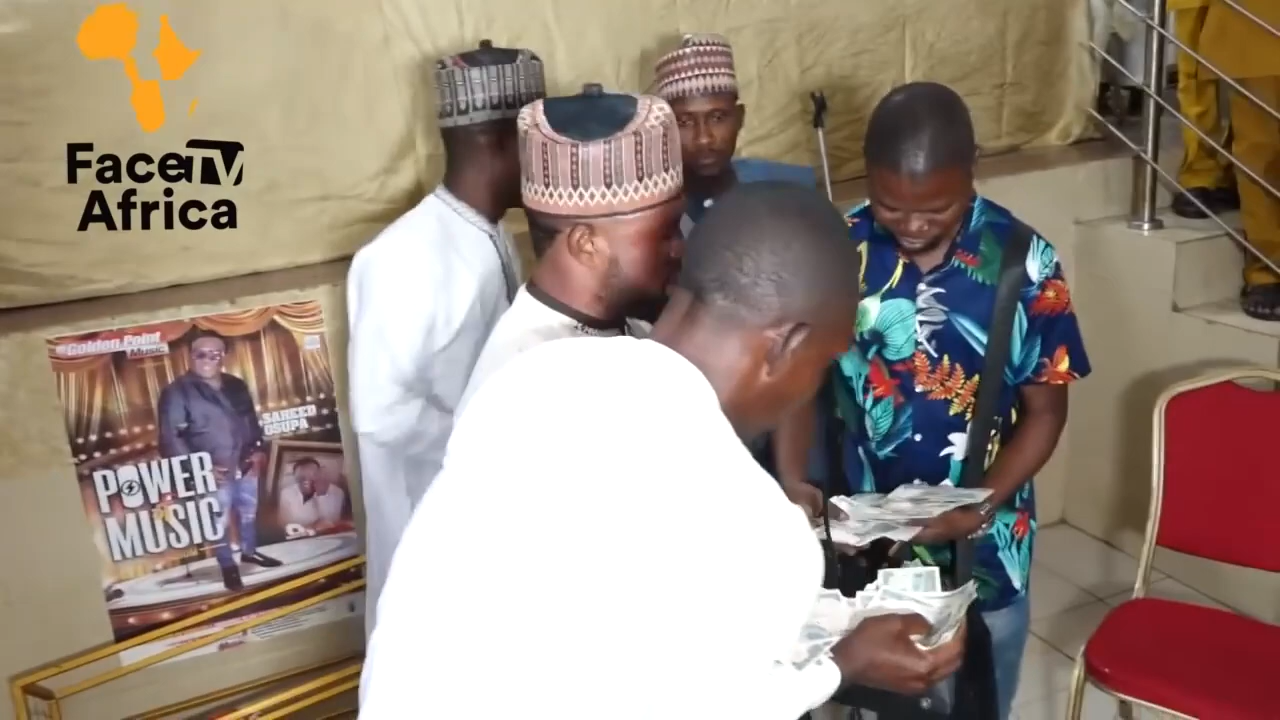 FaceTV
Africa
Golden Point
Music
SAHEED
OSUPA
POWER
MUSIC